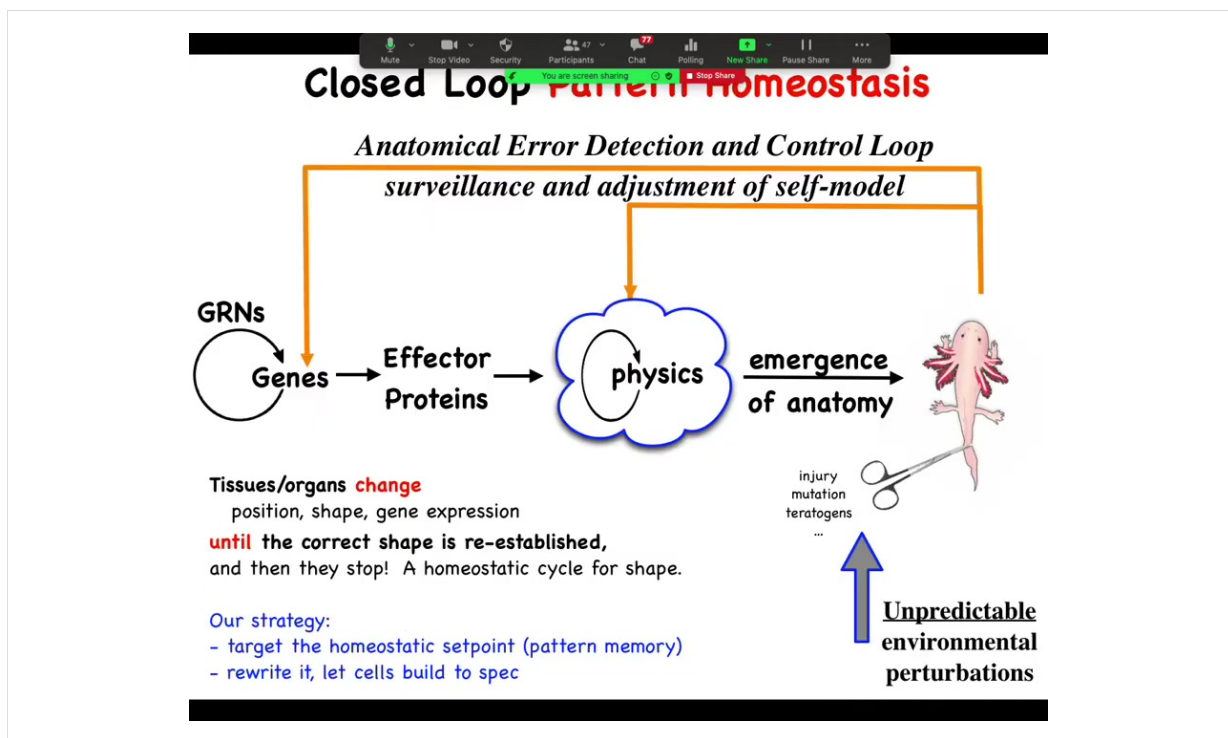 Mute
Stop Video
Security
47
Participants
77
Chat
Polling
New Share
Pause Share
More
You are screen sharing
Stop Share
Closed Loop Pattern Homeostasis
Anatomical Error Detection and Control Loop
surveillance and adjustment of self-model
GRNs
Genes
Effector
Proteins
physics
emergence
of anatomy
injury
mutation
teratogens
...
Tissues/organs change
position, shape, gene expression
until the correct shape is re-established,
and then they stop! A homeostatic cycle for shape.
Our strategy:
- target the homeostatic setpoint (pattern memory)
- rewrite it, let cells build to spec
Unpredictable
environmental
perturbations